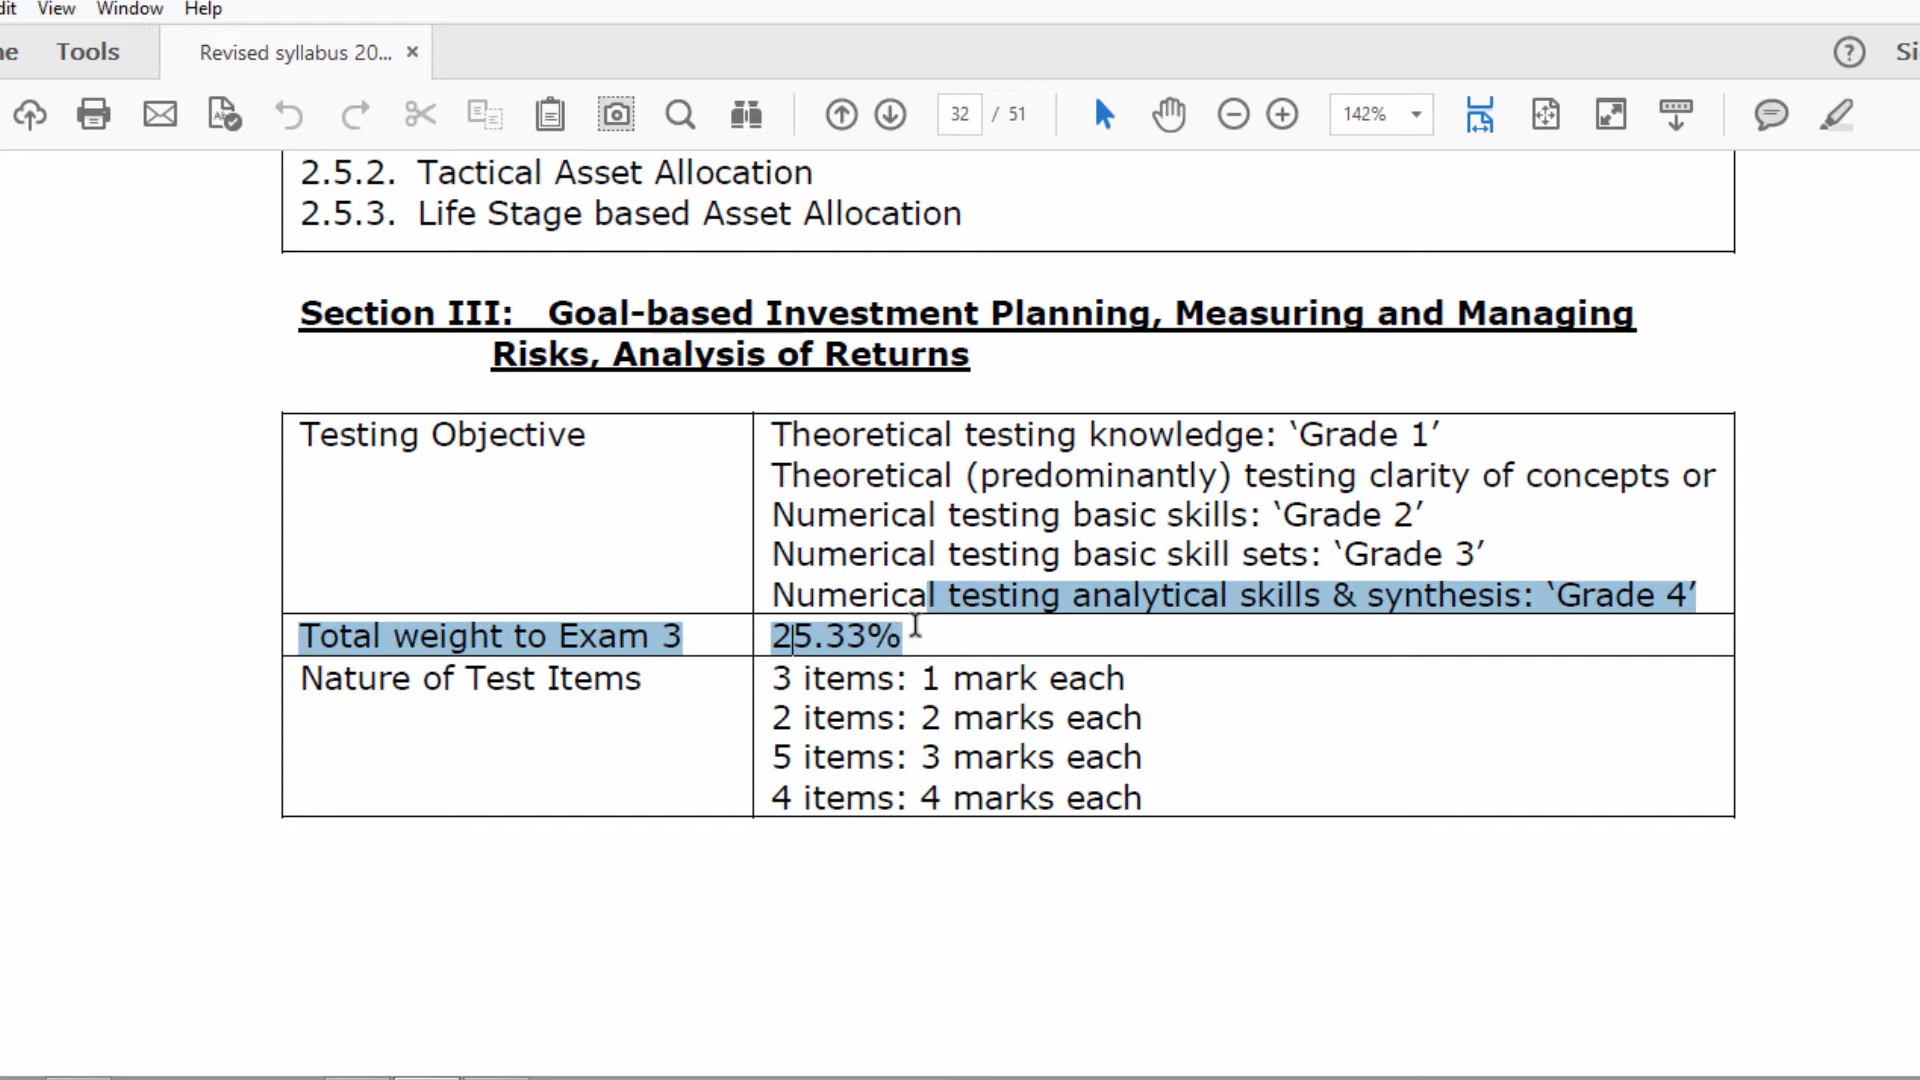 dit View Window Help
ne Tools Revised syllabus 20... × ? Si
32 / 51 142%
2.5.2. Tactical Asset Allocation
2.5.3. Life Stage based Asset Allocation
Section III: Goal-based Investment Planning, Measuring and Managing
Risks, Analysis of Returns
Testing Objective Theoretical testing knowledge: ‘Grade 1’
Theoretical (predominantly) testing clarity of concepts or
Numerical testing basic skills: ‘Grade 2’
Numerical testing basic skill sets: ‘Grade 3’
Numerical testing analytical skills & synthesis: ‘Grade 4’
Total weight to Exam 3 25.33%
Nature of Test Items 3 items: 1 mark each
2 items: 2 marks each
5 items: 3 marks each
4 items: 4 marks each